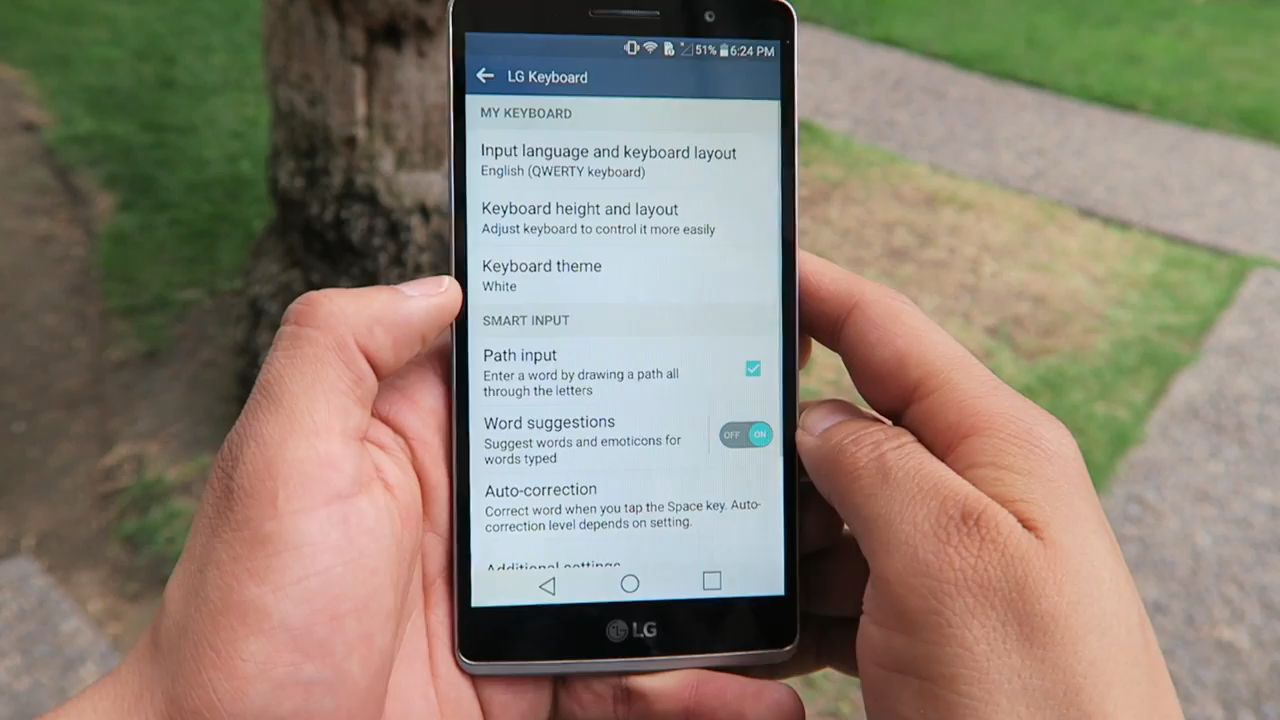 51% 6:24 PM
LG Keyboard
MY KEYBOARD
Input language and keyboard layout
English (QWERTY keyboard)
Keyboard height and layout
Adjust keyboard to control it more easily
Keyboard theme
White
SMART INPUT
Path input
Enter a word by drawing a path all
through the letters
Word suggestions
Suggest words and emoticons for
words typed
OFF ON
Auto-correction
Correct word when you tap the Space key. Auto-
correction level depends on setting.
Additional settings
LG